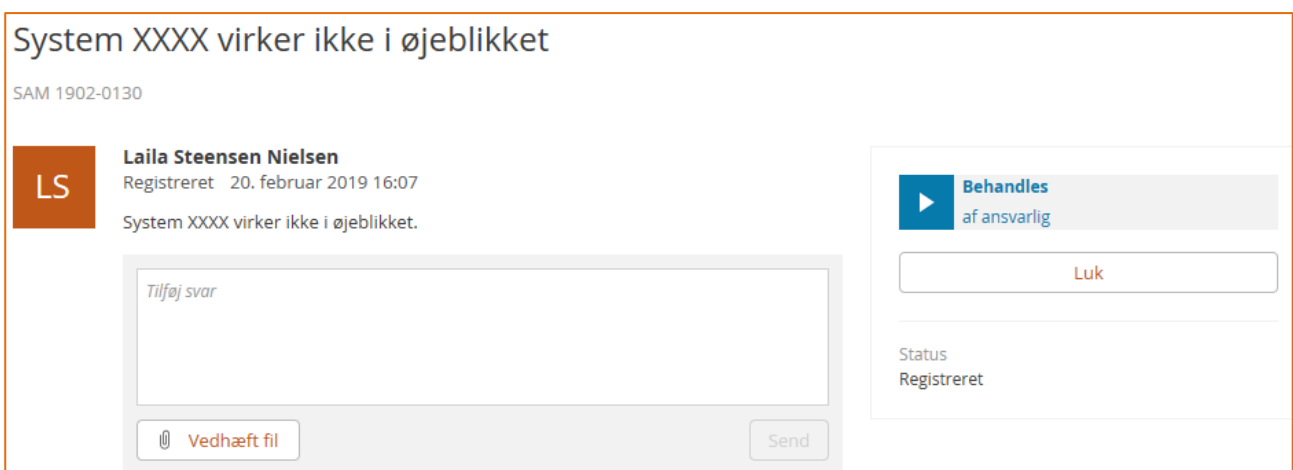 System XXXX virker ikke i øjeblikket
SAM 1902-0130
LS
Laila Steensen Nielsen
Registreret 20. februar 2019 16:07
System XXXX virker ikke i øjeblikket.
Tilføj svar
Vedhæft fil
Send
Behandles
af ansvarlig
Luk
Status
Registreret